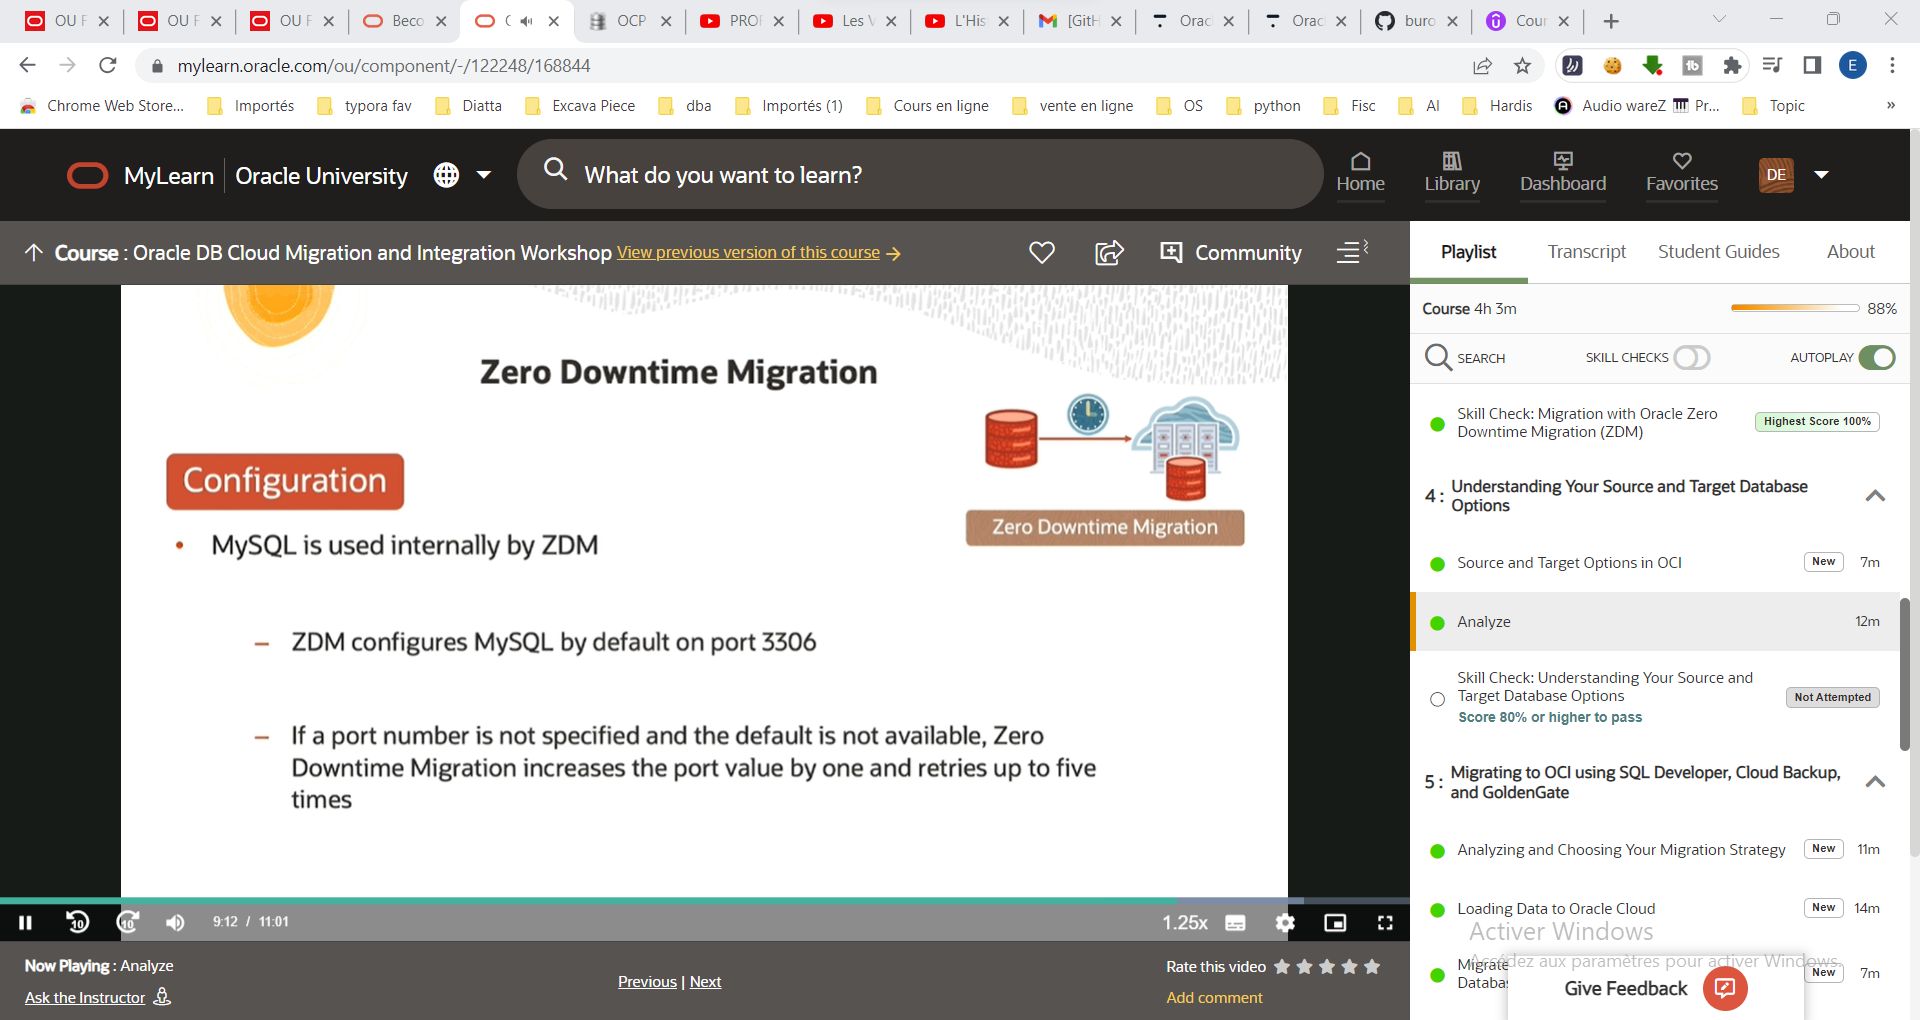 OU F
OU F
OU F
Beco
OCP
PROF
Les V
L'His
[GitH
Orac
Orac
buro
Cour
mylearn.oracle.com/ou/component/-/122248/168844
E
Chrome Web Store...
Importés
typora fav
Diatta
Excava Piece
dba
Importés (1)
Cours en ligne
vente en ligne
OS
python
Fisc
AI
Hardis
Audio wareZ
Pr...
Topic
»
MyLearn
Oracle University
What do you want to learn?
Home
Library
Dashboard
Favorites
DE
Course : Oracle DB Cloud Migration and Integration Workshop View previous version of this course
Community
Playlist
Transcript
Student Guides
About
Zero Downtime Migration
Configuration
Zero Downtime Migration
• MySQL is used internally by ZDM
– ZDM configures MySQL by default on port 3306
– If a port number is not specified and the default is not available, Zero
Downtime Migration increases the port value by one and retries up to five
times
10
10
9:12 / 11:01
1.25x
Now Playing : Analyze
Ask the Instructor
Previous | Next
Rate this video
Add comment
Course 4h 3m
88%
SEARCH
SKILL CHECKS
AUTOPLAY
Skill Check: Migration with Oracle Zero
Downtime Migration (ZDM)
Highest Score 100%
4 : Understanding Your Source and Target Database
Options
Source and Target Options in OCI
New
7m
Analyze
12m
Skill Check: Understanding Your Source and
Target Database Options
Score 80% or higher to pass
Not Attempted
5 : Migrating to OCI using SQL Developer, Cloud Backup,
and GoldenGate
Analyzing and Choosing Your Migration Strategy
New
11m
Loading Data to Oracle Cloud
New
14m
Activer Windows
Accédez aux paramètres pour activer Windows.
Migrate
Databa
New
7m
Give Feedback